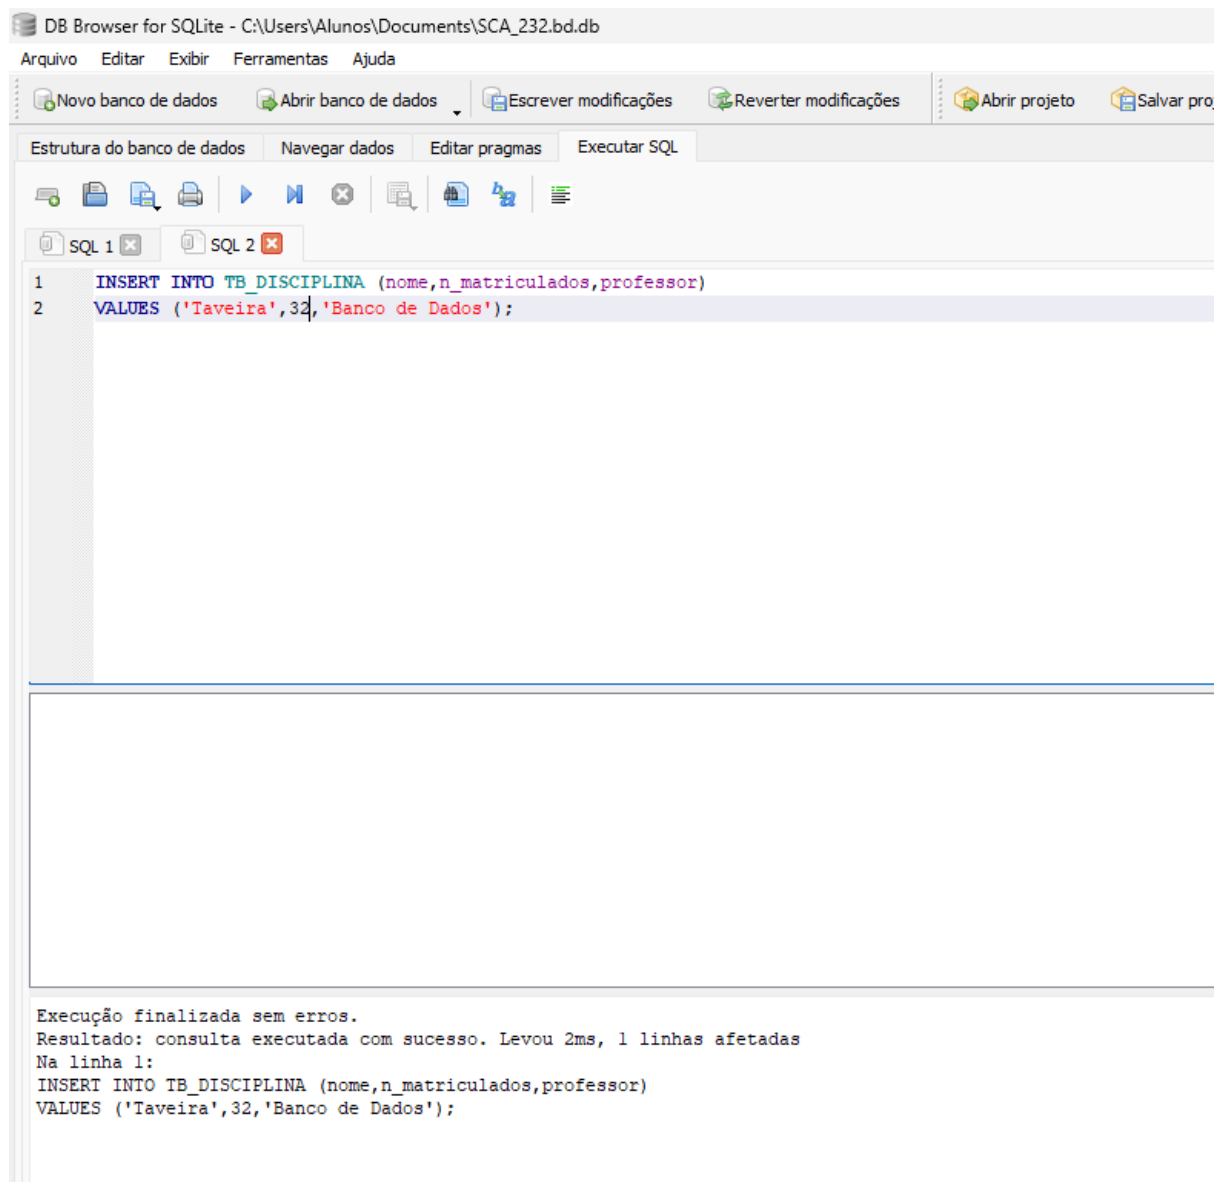 DB Browser for SQLite - C:\Users\Alunos\Documents\SCA_232.bd.db
Arquivo Editar Exibir Ferramentas Ajuda
Novo banco de dados Abrir banco de dados Escrever modificações Reverter modificações Abrir projeto Salvar pro
Estrutura do banco de dados Navegar dados Editar pragmas Executar SQL
SQL 1 SQL 2
1 INSERT INTO TB_DISCIPLINA (nome,n_matriculados,professor)
2 VALUES ('Taveira',32,'Banco de Dados');
Execução finalizada sem erros.
Resultado: consulta executada com sucesso. Levou 2ms, 1 linhas afetadas
Na linha 1:
INSERT INTO TB_DISCIPLINA (nome,n_matriculados,professor)
VALUES ('Taveira',32,'Banco de Dados');